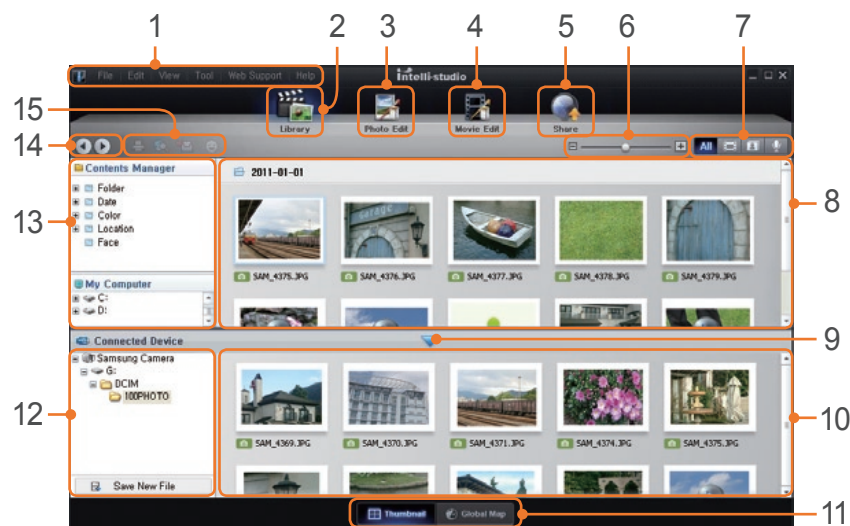 1 2 3 4 5 6 7
File Edit View Tool Web Support Help
intelli-studio
Library
Photo Edit
Movie Edit
Share
15
14
All
Contents Manager
Folder
Date
Color
Location
Face
13
My Computer
C:
D:
2011-01-01
SAM_4375.JPG
SAM_4376.JPG
SAM_4377.JPG
SAM_4378.JPG
SAM_4379.JPG
Garage
8
Connected Device
9
Samsung Camera
G:
DCIM
100PHOTO
12
Save New File
SAM_4369.JPG
SAM_4370.JPG
SAM_4371.JPG
SAM_4374.JPG
SAM_4375.JPG
10
Thumbnail
Global Map
11